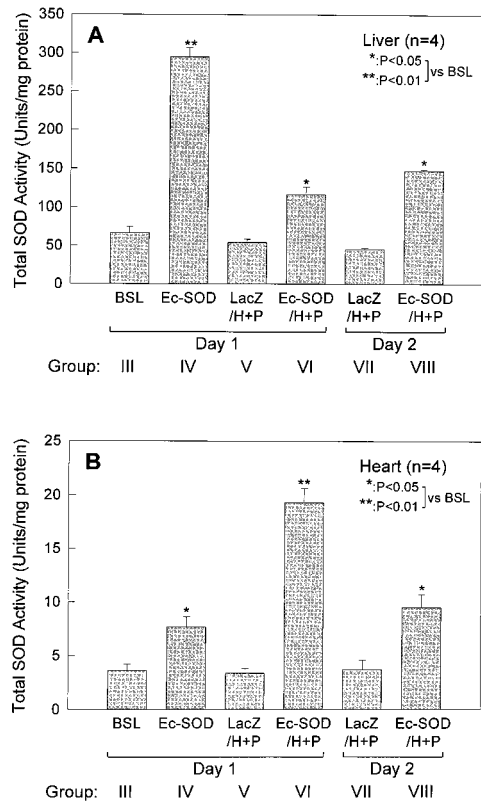 A
Liver (n=4)
*:P<0.05
**:P<0.01
vs BSL
Total SOD Activity (Units/mg protein)
350
300
250
200
150
100
50
0
**
*
*
BSL Ec-SOD LacZ /H+P Ec-SOD /H+P LacZ /H+P Ec-SOD /H+P
Day 1 Day 2
Group: III IV V VI VII VIII
B
Heart (n=4)
*:P<0.05
**:P<0.01
vs BSL
Total SOD Activity (Units/mg protein)
25
20
15
10
5
0
*
**
*
BSL Ec-SOD LacZ /H+P Ec-SOD /H+P LacZ /H+P Ec-SOD /H+P
Day 1 Day 2
Group: III IV V VI VII VIII